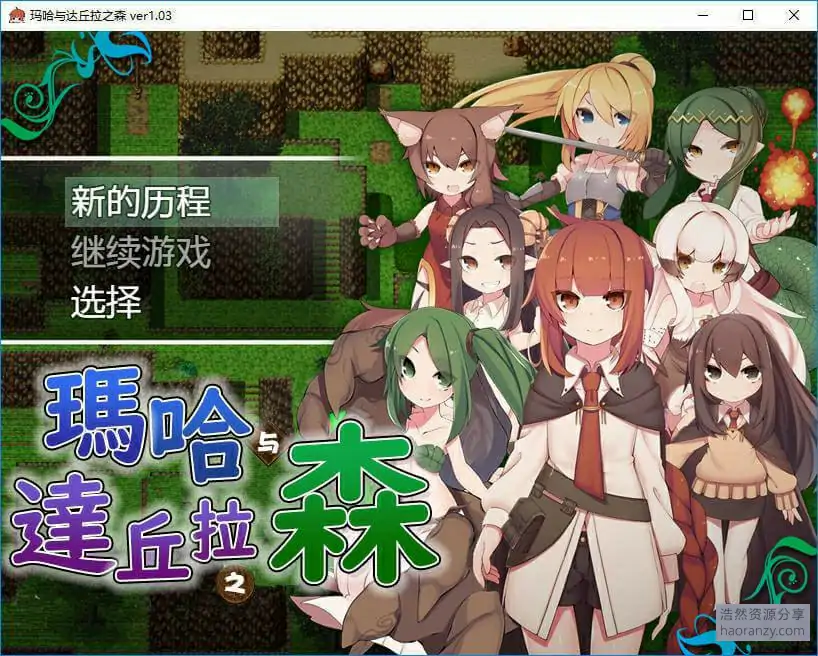 玛哈与达丘拉之森 ver1.03
新的历程
继续游戏
选择
瑪哈与
達丘拉之
森
浩然资源分享
haoranzy.com